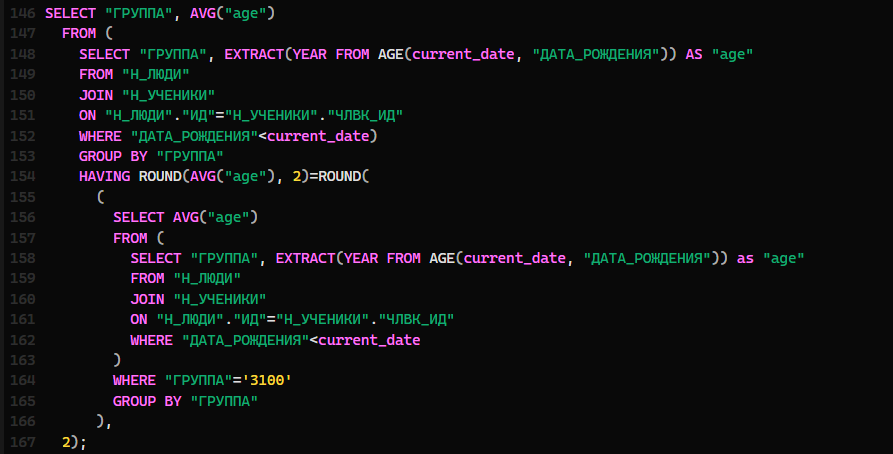 146 SELECT "ГРУППА", AVG("age")
147   FROM (
148     SELECT "ГРУППА", EXTRACT(YEAR FROM AGE(current_date, "ДАТА_РОЖДЕНИЯ")) AS "age"
149     FROM "Н_ЛЮДИ"
150     JOIN "Н_УЧЕНИКИ"
151     ON "Н_ЛЮДИ"."ИД"="Н_УЧЕНИКИ"."ЧЛВК_ИД"
152     WHERE "ДАТА_РОЖДЕНИЯ"<current_date)
153     GROUP BY "ГРУППА"
154     HAVING ROUND(AVG("age"), 2)=ROUND(
155       (
156         SELECT AVG("age")
157         FROM (
158           SELECT "ГРУППА", EXTRACT(YEAR FROM AGE(current_date, "ДАТА_РОЖДЕНИЯ")) as "age"
159           FROM "Н_ЛЮДИ"
160           JOIN "Н_УЧЕНИКИ"
161           ON "Н_ЛЮДИ"."ИД"="Н_УЧЕНИКИ"."ЧЛВК_ИД"
162           WHERE "ДАТА_РОЖДЕНИЯ"<current_date
163         )
164         WHERE "ГРУППА"='3100'
165         GROUP BY "ГРУППА"
166       ),
167   2);